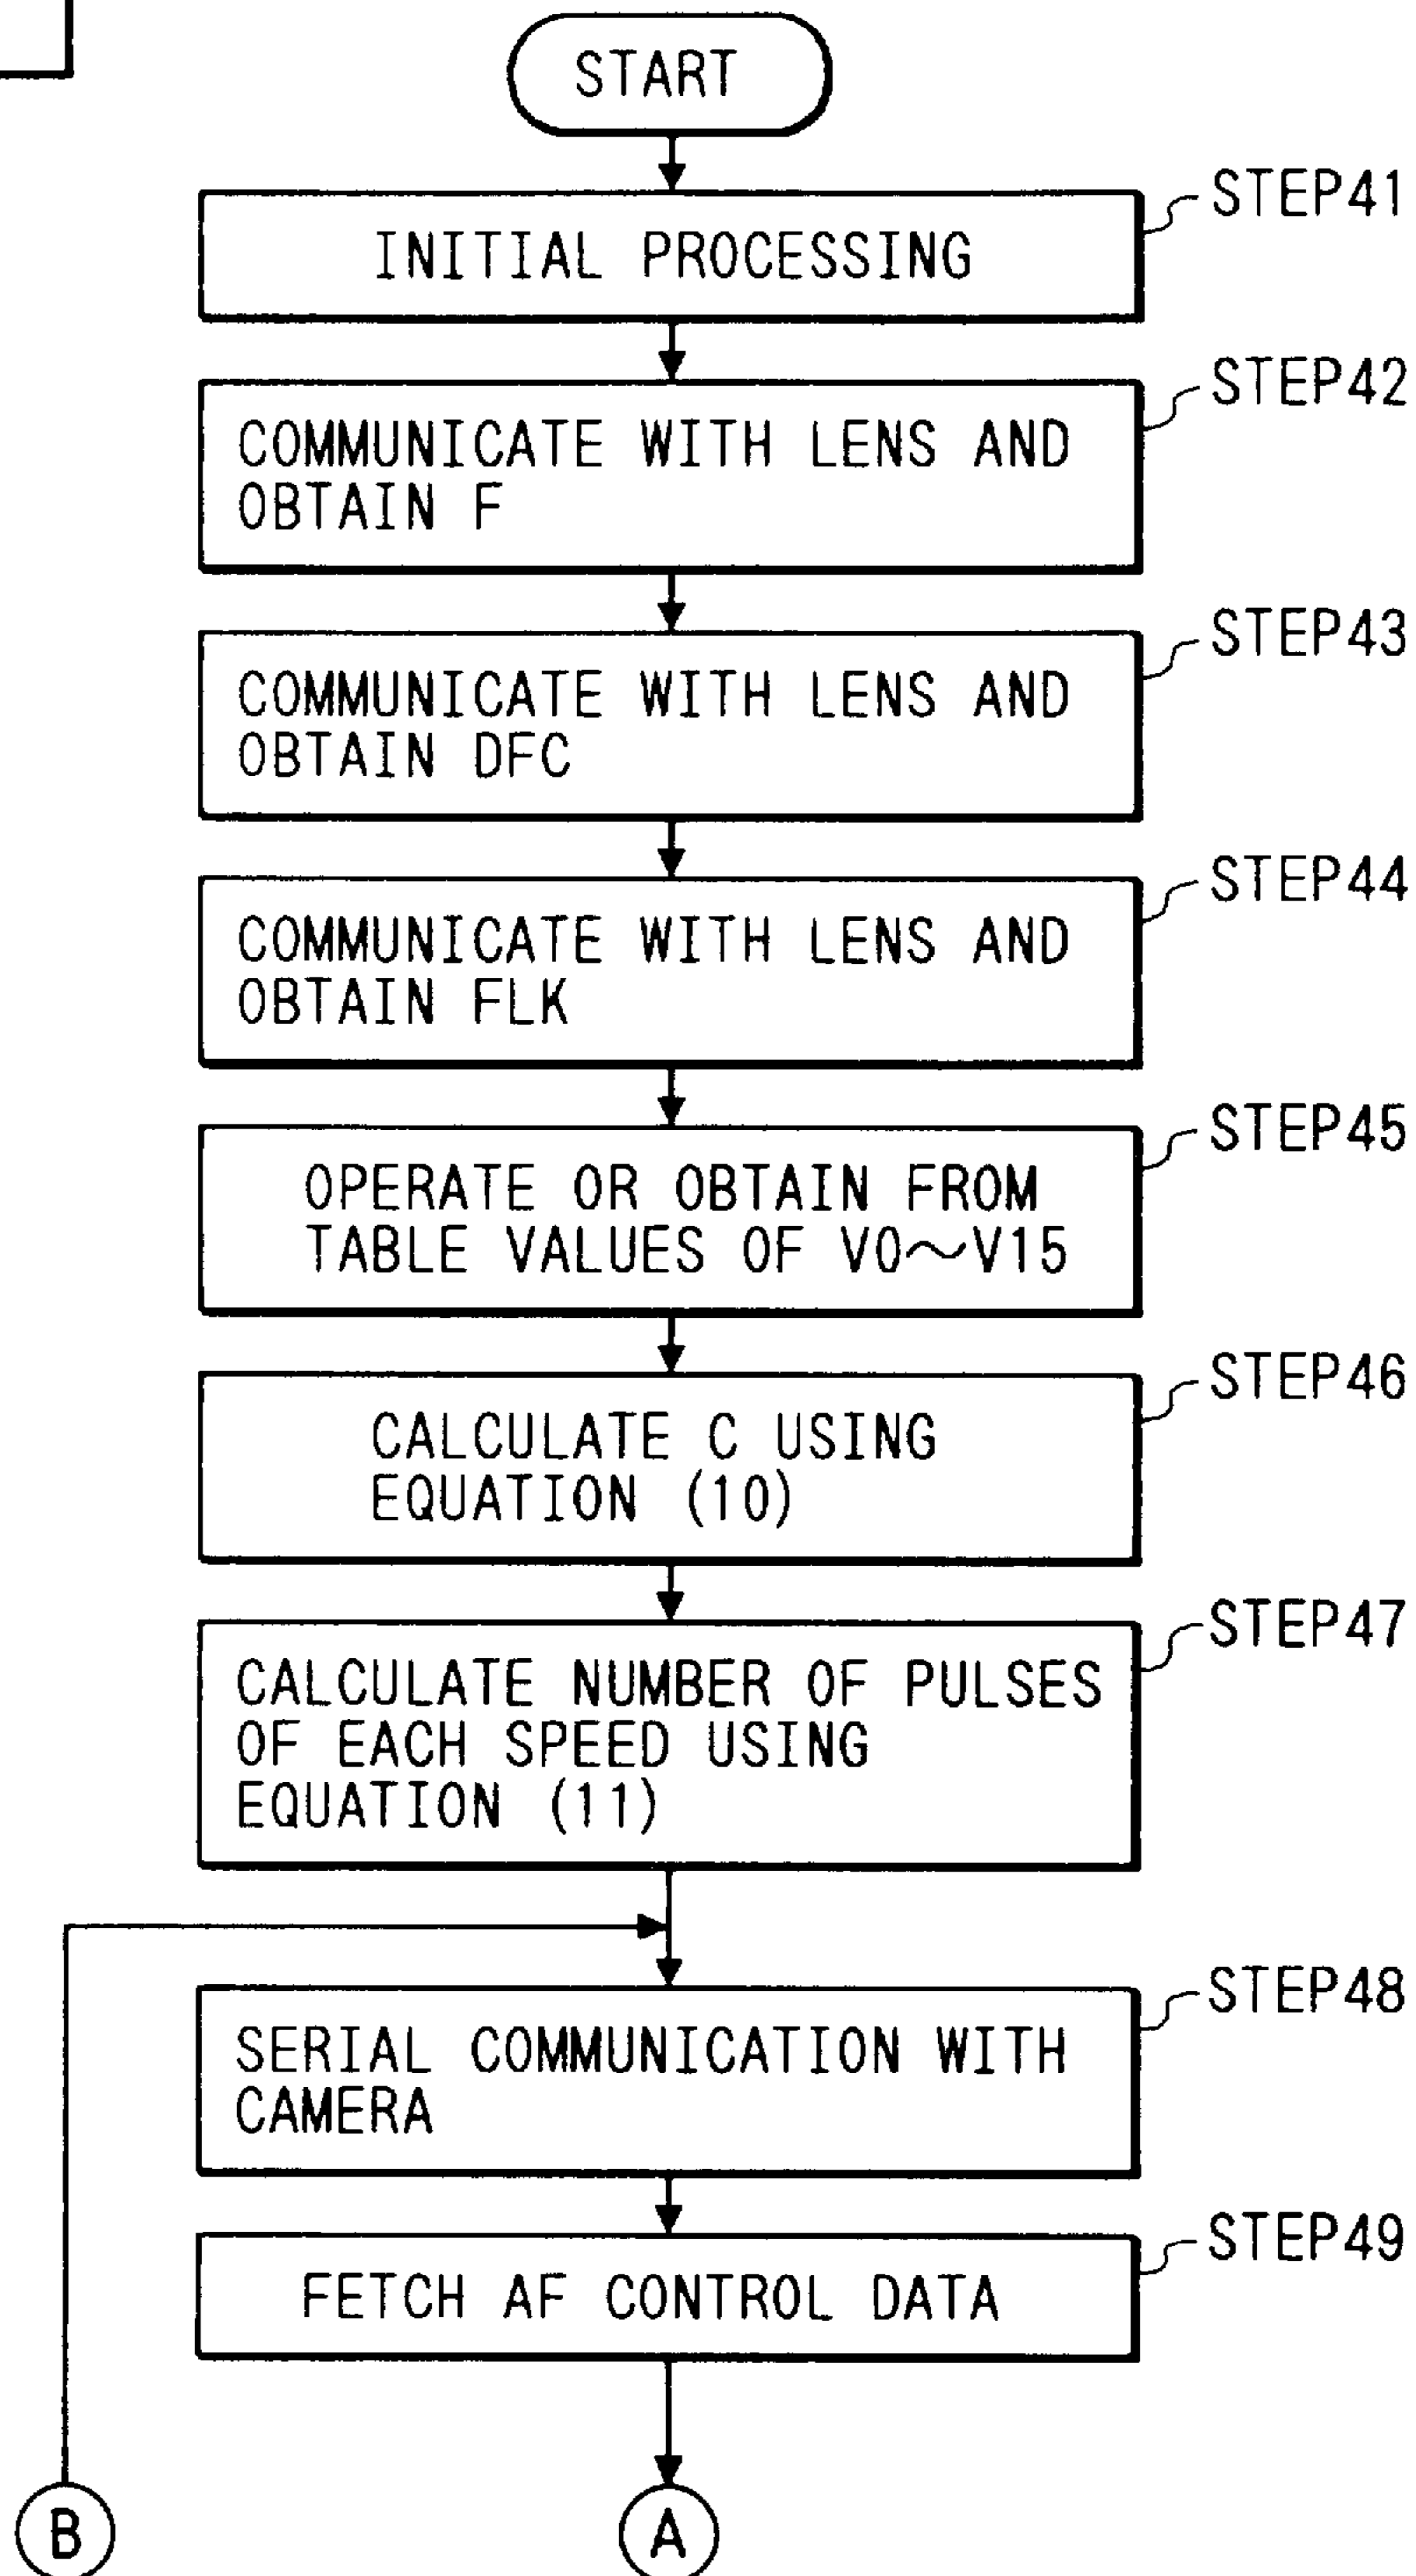 START
STEP41
INITIAL PROCESSING
STEP42
COMMUNICATE WITH LENS AND
OBTAIN F
STEP43
COMMUNICATE WITH LENS AND
OBTAIN DFC
STEP44
COMMUNICATE WITH LENS AND
OBTAIN FLK
STEP45
OPERATE OR OBTAIN FROM
TABLE VALUES OF V0~V15
STEP46
CALCULATE C USING
EQUATION (10)
STEP47
CALCULATE NUMBER OF PULSES
OF EACH SPEED USING
EQUATION (11)
STEP48
SERIAL COMMUNICATION WITH
CAMERA
STEP49
FETCH AF CONTROL DATA
B
A